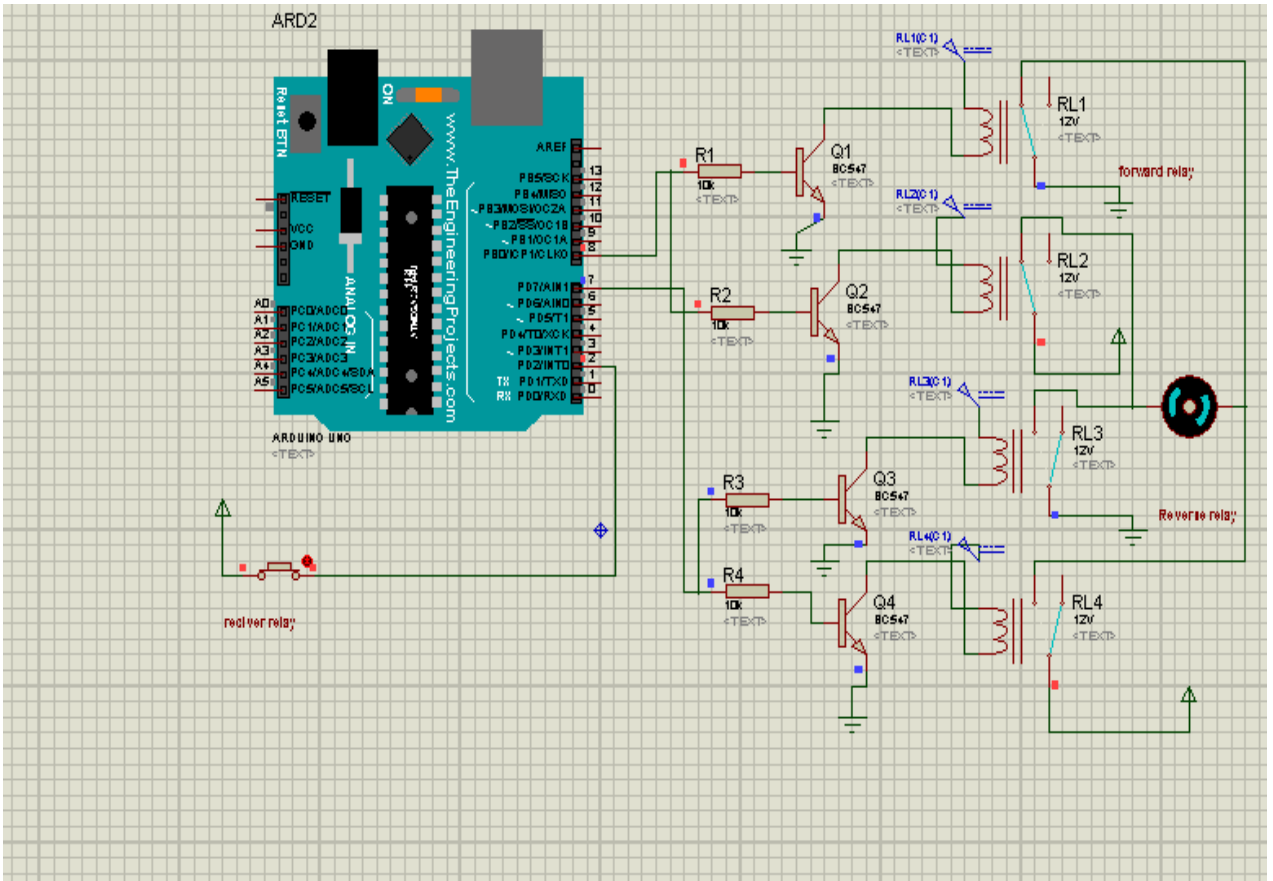 ARD2
Reset BTN
ON
www.TheEngineeringProjects.com
ANALOG IN
RESET
VCC
GND
A0 PC0/ADC0
A1 PC1/ADC1
A2 PC2/ADC2
A3 PC3/ADC3
A4 PC4/ADC4/SDA
A5 PC5/ADC5/SCL
AREF
PB5/SCK 13
PB4/MISO 12
~PB3/MOSI/OC2A 11
~PB2/SS/OC1B 10
~PB1/OC1A 9
PB0/ICP1/CLKO 8
PD7/AIN1 7
~PD6/AIN0 6
~PD5/T1 5
PD4/T0/XCK 4
~PD3/INT1 3
PD2/INT0 2
TX PD1/TXD 1
RX PD0/RXD 0
ARDUINO UNO
<TEXT>
reciver relay
R1
10k
<TEXT>
Q1
BC547
<TEXT>
RL1(C1)
<TEXT>
RL1
12V
<TEXT>
forward relay
R2
10k
<TEXT>
Q2
BC547
<TEXT>
RL2(C1)
<TEXT>
RL2
12V
<TEXT>
R3
10k
<TEXT>
Q3
BC547
<TEXT>
RL3(C1)
<TEXT>
RL3
12V
<TEXT>
Reverse relay
R4
10k
<TEXT>
Q4
BC547
<TEXT>
RL4(C1)
<TEXT>
RL4
12V
<TEXT>